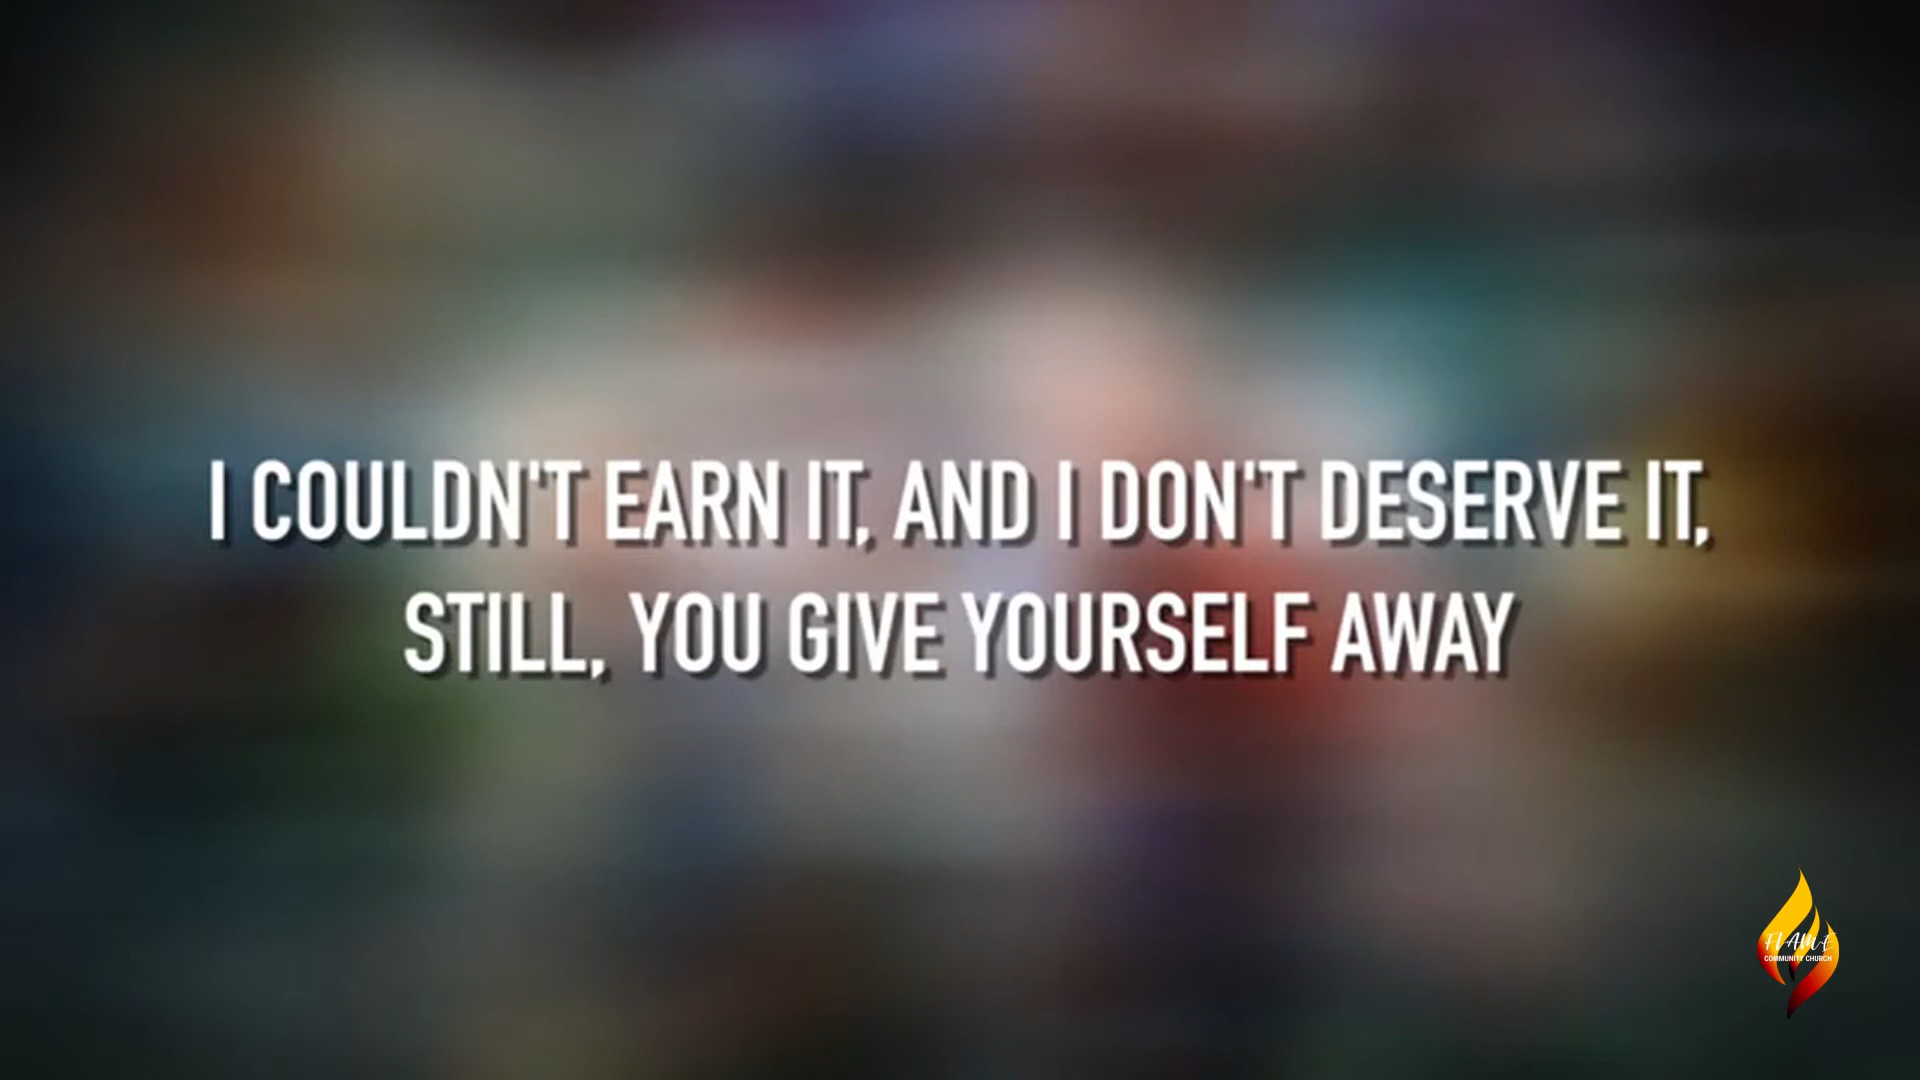 I COULDN'T EARN IT, AND I DON'T DESERVE IT,
STILL, YOU GIVE YOURSELF AWAY
FLAME
COMMUNITY CHURCH